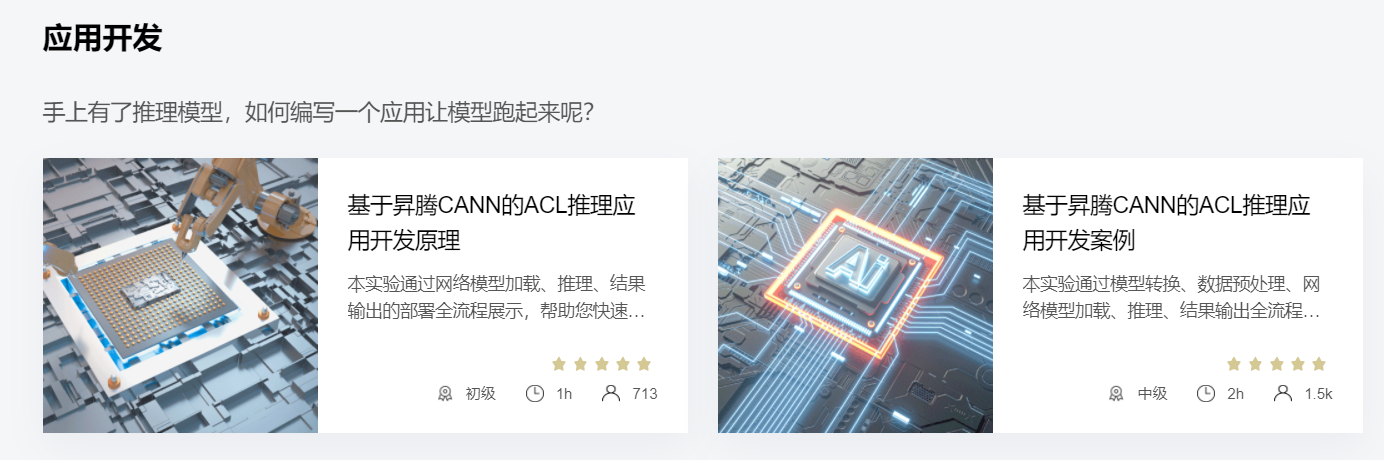 应用开发
手上有了推理模型，如何编写一个应用让模型跑起来呢？
基于昇腾CANN的ACL推理应
用开发原理
本实验通过网络模型加载、推理、结果
输出的部署全流程展示，帮助您快速...
初级 1h 713
Ai
基于昇腾CANN的ACL推理应
用开发案例
本实验通过模型转换、数据预处理、网
络模型加载、推理、结果输出全流程...
中级 2h 1.5k